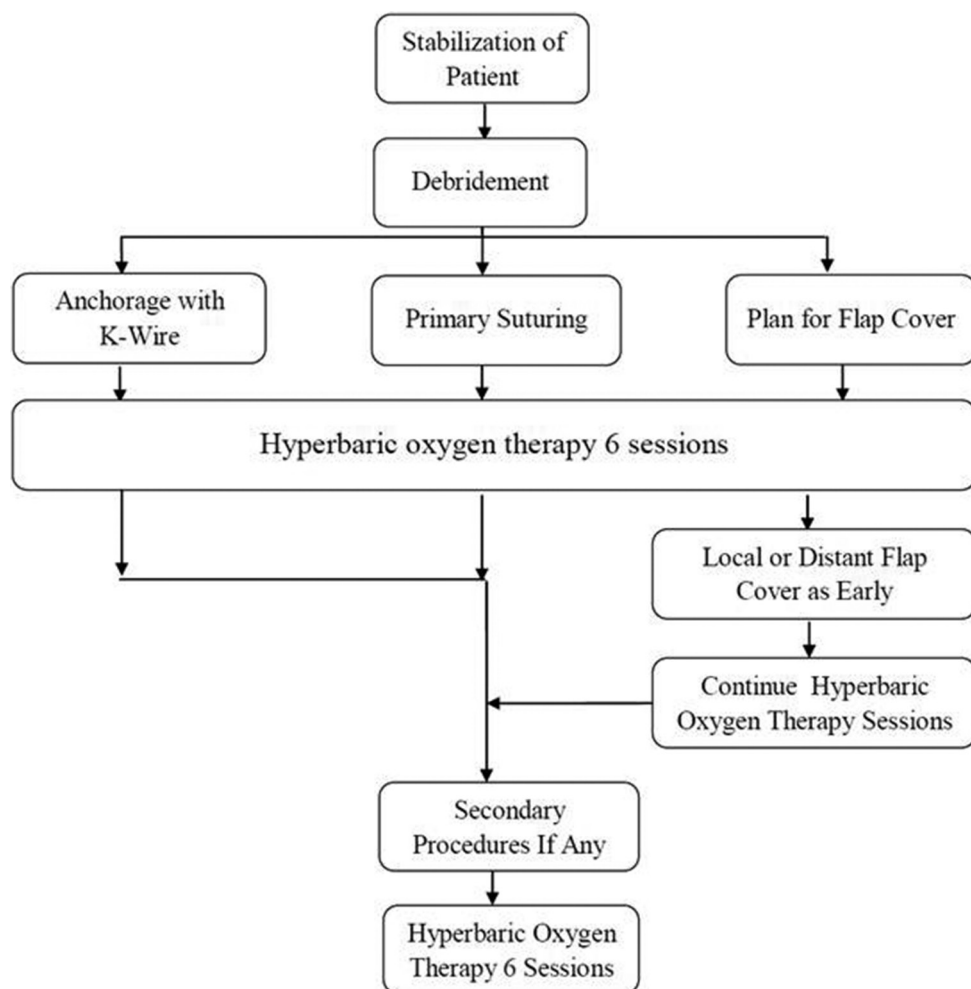 Stabilization of
Patient
Debridement
Anchorage with
K-Wire
Primary Suturing
Plan for Flap Cover
Hyperbaric oxygen therapy 6 sessions
Local or Distant Flap
Cover as Early
Continue Hyperbaric
Oxygen Therapy Sessions
Secondary
Procedures If Any
Hyperbaric Oxygen
Therapy 6 Sessions